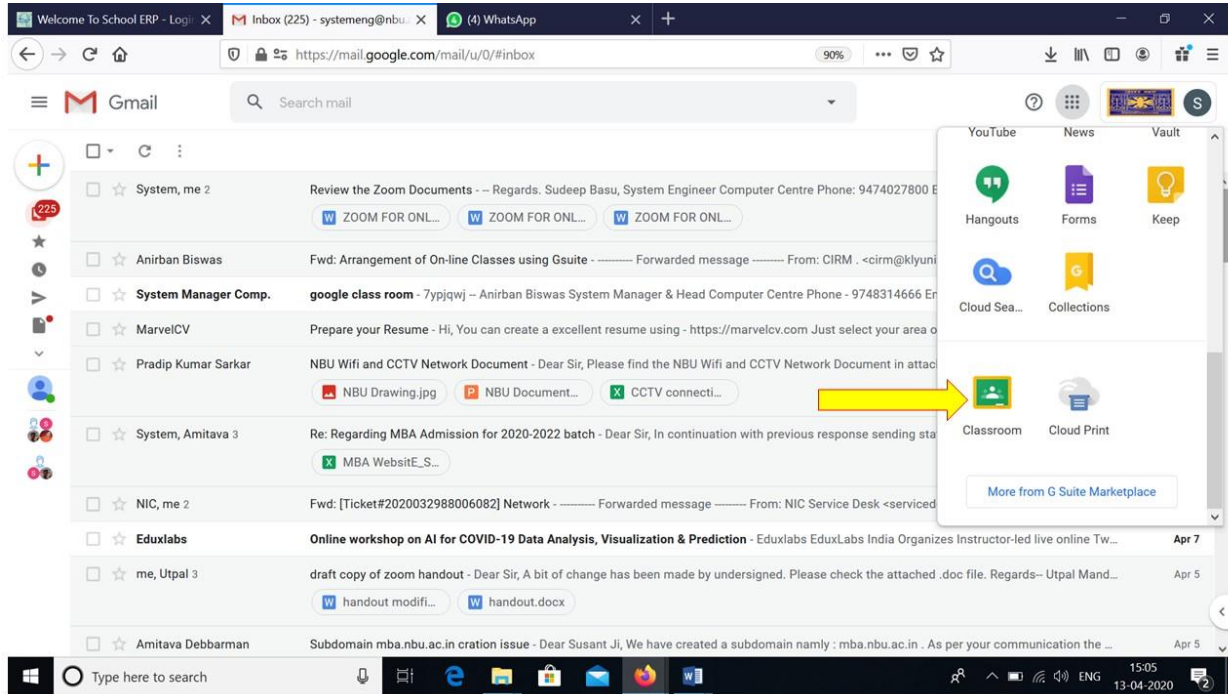 Welcome To School ERP - Login
Inbox (225) - systemeng@nbu.
(4) WhatsApp
https://mail.google.com/mail/u/0/#inbox
90%
Gmail
Search mail
S
YouTube News Vault
Hangouts Forms Keep
Cloud Sea... Collections
Classroom Cloud Print
More from G Suite Marketplace
225
System, me 2 Review the Zoom Documents - -- Regards. Sudeep Basu, System Engineer Computer Centre Phone: 9474027800 E
ZOOM FOR ONL... ZOOM FOR ONL... ZOOM FOR ONL...
Anirban Biswas Fwd: Arrangement of On-line Classes using Gsuite - ---------- Forwarded message --------- From: CIRM . <cirm@klyuni
System Manager Comp. google class room - 7ypjqwj -- Anirban Biswas System Manager & Head Computer Centre Phone - 9748314666 Em
MarvelCV Prepare your Resume - Hi, You can create a excellent resume using - https://marvelcv.com Just select your area o
Pradip Kumar Sarkar NBU Wifi and CCTV Network Document - Dear Sir, Please find the NBU Wifi and CCTV Network Document in attac
NBU Drawing.jpg NBU Document... CCTV connecti...
System, Amitava 3 Re: Regarding MBA Admission for 2020-2022 batch - Dear Sir, In continuation with previous response sending sta
MBA WebsitE_S...
NIC, me 2 Fwd: [Ticket#2020032988006082] Network - ---------- Forwarded message --------- From: NIC Service Desk <serviced
Eduxlabs Online workshop on AI for COVID-19 Data Analysis, Visualization & Prediction - Eduxlabs EduxLabs India Organizes Instructor-led live online Tw... Apr 7
me, Utpal 3 draft copy of zoom handout - Dear Sir, A bit of change has been made by undersigned. Please check the attached .doc file. Regards-- Utpal Mand... Apr 5
handout modifi... handout.docx
Amitava Debbarman Subdomain mba.nbu.ac.in cration issue - Dear Susant Ji, We have created a subdomain namly : mba.nbu.ac.in . As per your communication the ... Apr 5
Type here to search
ENG
15:05
13-04-2020
2